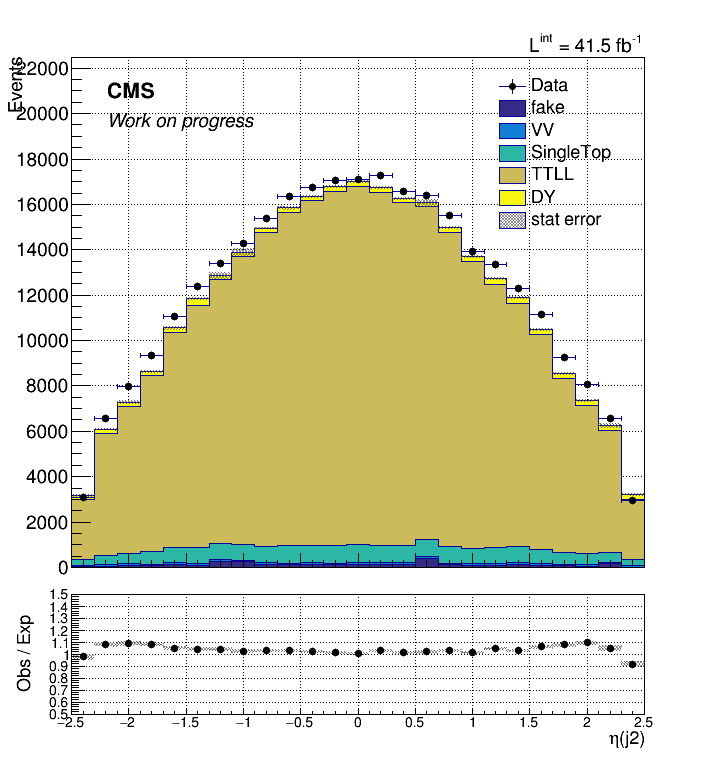 L^int = 41.5 fb^-1
Events
22000
20000
18000
16000
14000
12000
10000
8000
6000
4000
2000
0
CMS
Work on progress
Data
fake
VV
SingleTop
TTLL
DY
stat error
Obs / Exp
1.5
1.4
1.3
1.2
1.1
1
0.9
0.8
0.7
0.6
0.5
−2.5 −2 −1.5 −1 −0.5 0 0.5 1 1.5 2 2.5
η(j2)